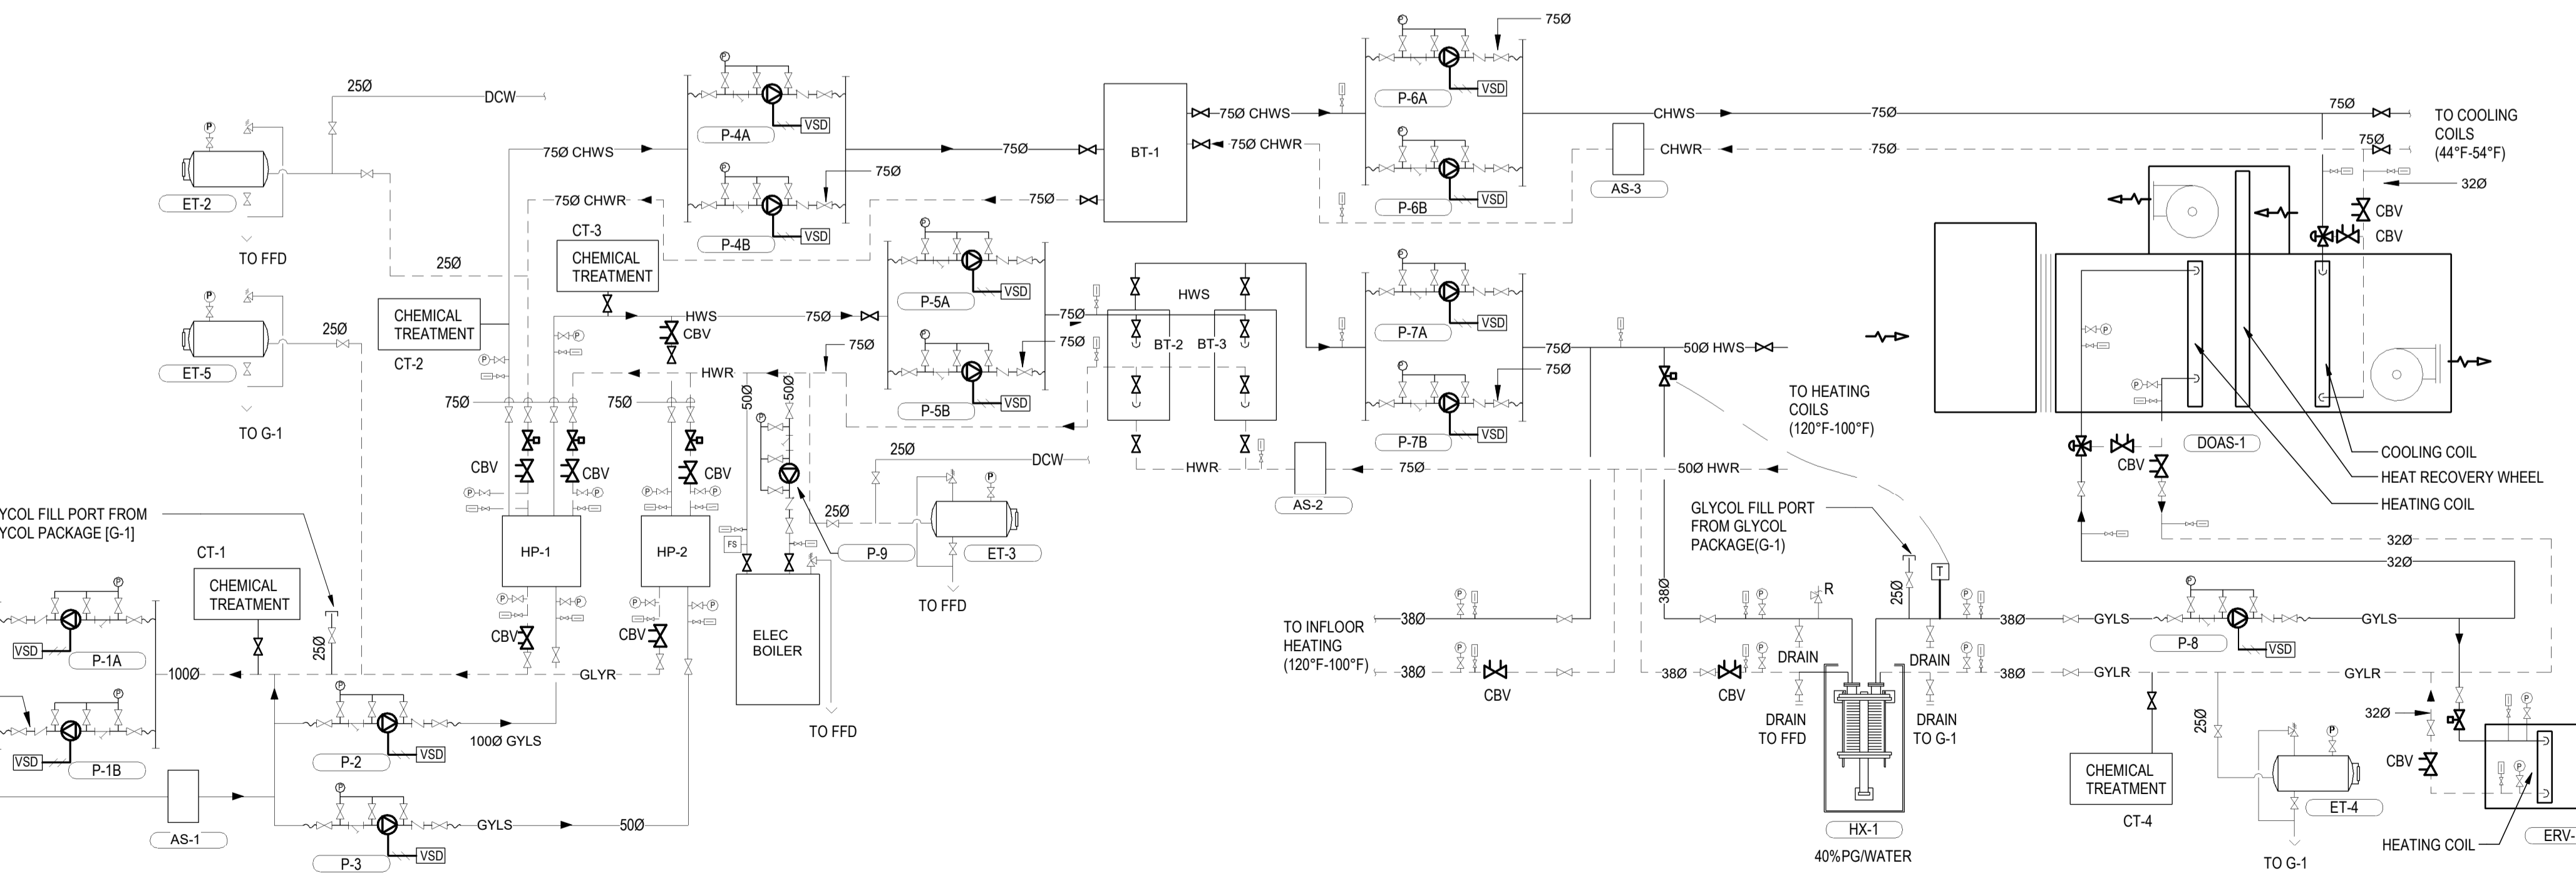 75Ø
25Ø
DCW
P
P
VSD
P-6A
VSD
P-4A
75Ø CHWS
CHWS
75Ø
75Ø
TO COOLING
COILS
(44°F-54°F)
P
75Ø
P
BT-1
75Ø CHWS
75Ø
75Ø CHWR
AS-3
CHWR
75Ø
P
ET-2
P
75Ø
VSD
P-6B
32Ø
75Ø CHWR
75Ø
CBV
VSD
P-4B
CT-3
CBV
TO FFD
25Ø
CHEMICAL
TREATMENT
P
P
VSD
P-5A
HWS
P
CHEMICAL
TREATMENT
CT-2
25Ø
HWS
CBV
75Ø
75Ø
VSD
P-7A
ET-5
P
P
75Ø
75Ø
BT-2
BT-3
75Ø
50Ø HWS
HWR
VSD
P-5B
P
75Ø
TO G-1
75Ø
75Ø
50Ø
50Ø
VSD
P-7B
TO HEATING
COILS
(120°F-100°F)
P
P
DOAS-1
COOLING COIL
HEAT RECOVERY WHEEL
HEATING COIL
CBV
CBV
CBV
CBV
P
25Ø
DCW
HWR
75Ø
50Ø HWR
AS-2
P
P
P
P
25Ø
P
ET-3
P-9
FS
HP-1
HP-2
YCOL FILL PORT FROM
YCOL PACKAGE [G-1]
GLYCOL FILL PORT
FROM GLYCOL
PACKAGE(G-1)
32Ø
32Ø
CT-1
CHEMICAL
TREATMENT
P
P
P
P
CBV
CBV
TO FFD
ELEC
BOILER
TO FFD
TO INFLOOR
HEATING
(120°F-100°F)
38Ø
P
38Ø
P
CBV
38Ø
P
R
T
25Ø
P
38Ø
GYLS
P
VSD
P-8
GYLS
38Ø
CBV
P
DRAIN
DRAIN
P
38Ø
GYLR
GYLR
DRAIN
TO FFD
DRAIN
TO G-1
P
VSD
P-1A
25Ø
100Ø
GLYR
P
VSD
P-1B
P
100Ø GYLS
VSD
P-2
AS-1
P
GYLS
50Ø
VSD
P-3
HX-1
40%PG/WATER
CHEMICAL
TREATMENT
CT-4
25Ø
P
ET-4
TO G-1
32Ø
CBV
P
P
HEATING COIL
ERV-